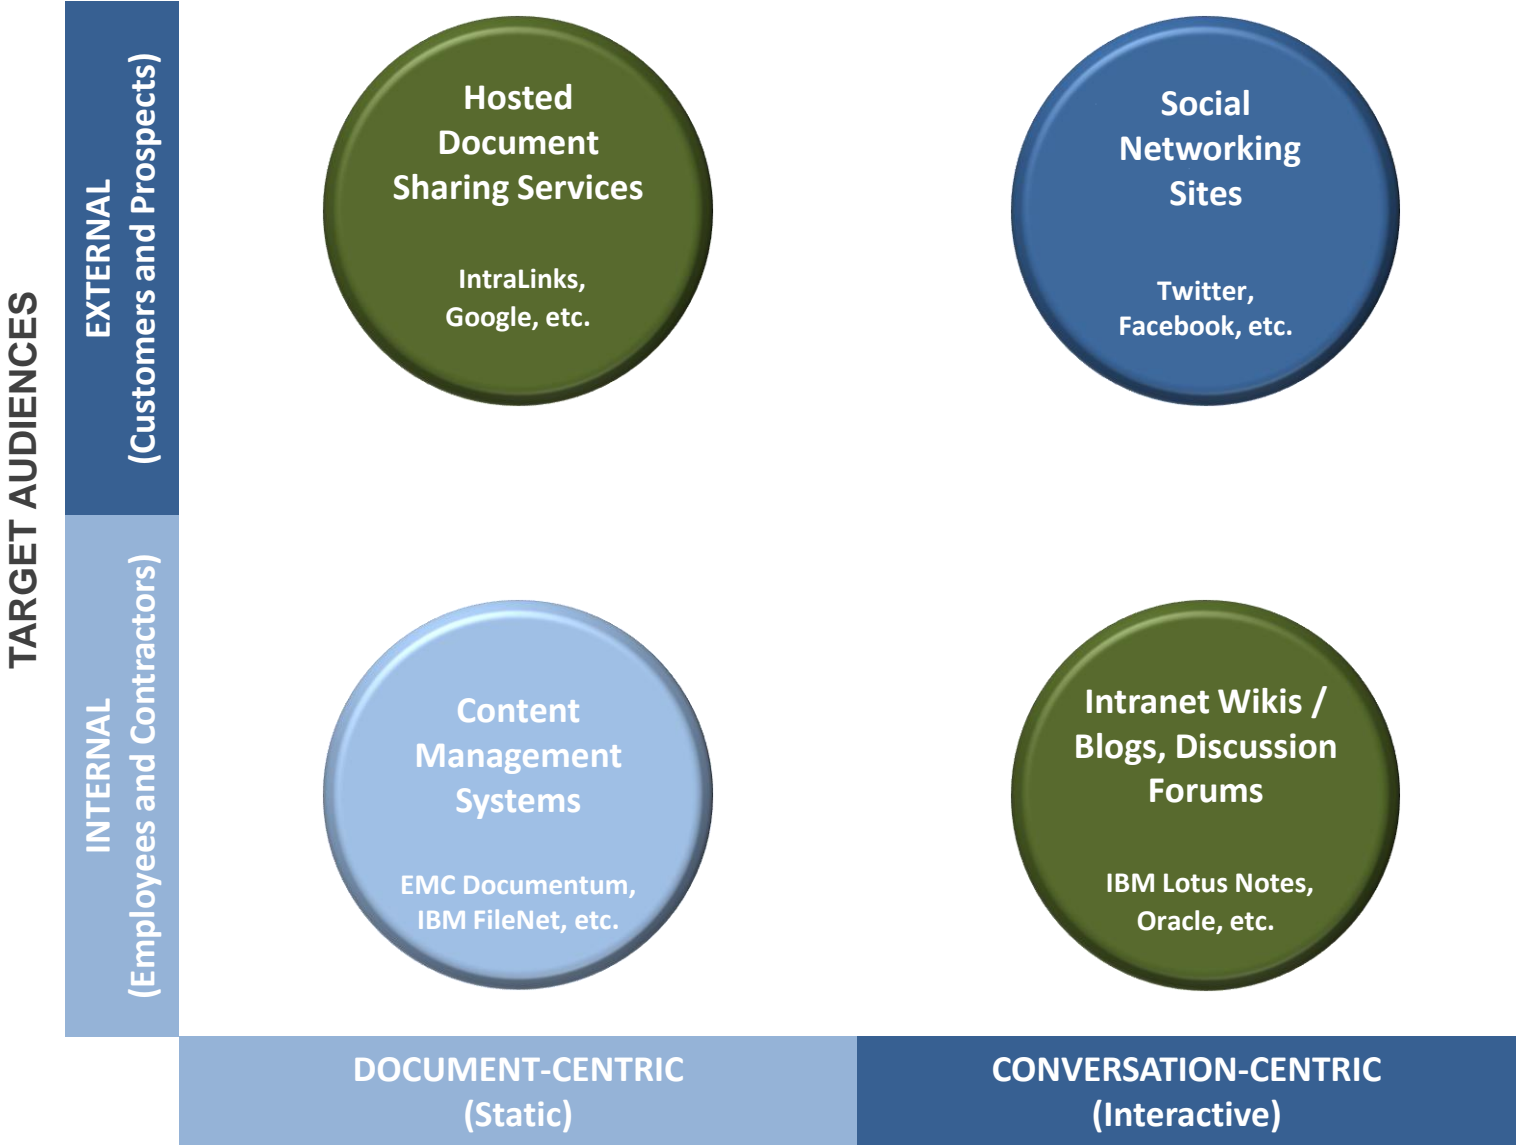 TARGET AUDIENCES
EXTERNAL
(Customers and Prospects)
Hosted
Document
Sharing Services
IntraLinks,
Google, etc.
Social
Networking
Sites
Twitter,
Facebook, etc.
INTERNAL
(Employees and Contractors)
Content
Management
Systems
EMC Documentum,
IBM FileNet, etc.
Intranet Wikis /
Blogs, Discussion
Forums
IBM Lotus Notes,
Oracle, etc.
DOCUMENT-CENTRIC
(Static)
CONVERSATION-CENTRIC
(Interactive)